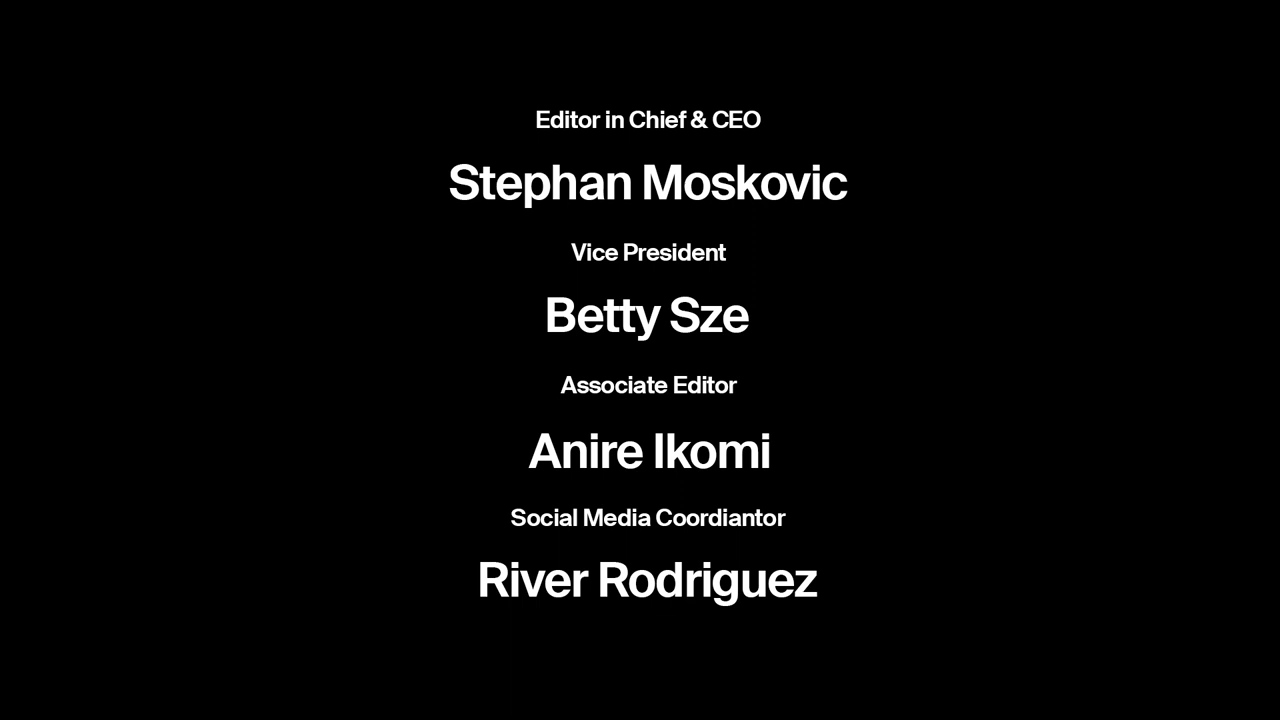 Editor in Chief & CEO
Stephan Moskovic
Vice President
Betty Sze
Associate Editor
Anire Ikomi
Social Media Coordiantor
River Rodriguez